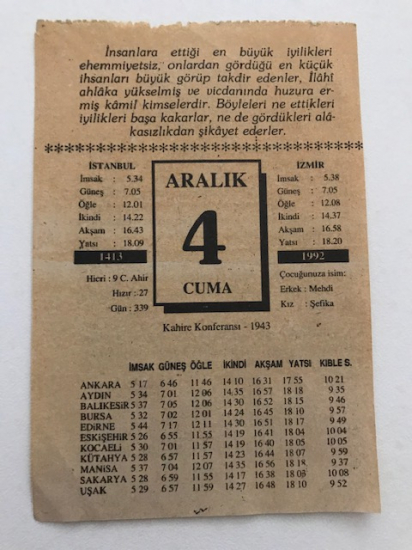 İnsanlara ettiği en büyük iyilikleri
ehemmiyetsiz, onlardan gördüğü en küçük
ihsanları büyük görüp takdir edenler, İlâhî
ahlâka yükselmiş ve vicdanında huzura er-
miş kâmil kimselerdir. Böyleleri ne ettikleri
iyilikleri başa kakarlar, ne de gördükleri alâ-
kasızlıkdan şikâyet ederler.
İSTANBUL
İmsak : 5.34
Güneş : 7.05
Öğle : 12.01
İkindi : 14.22
Akşam : 16.43
Yatsı : 18.09
1413
Hicri : 9 C. Ahir
Hızır : 27
Gün : 339
ARALIK
4
CUMA
İZMİR
İmsak : 5.38
Güneş : 7.05
Öğle : 12.08
İkindi : 14.37
Akşam : 16.58
Yatsı : 18.20
1992
Çocuğunuza isim:
Erkek : Mehdi
Kız : Şefika
Kahire Konferansı - 1943
İMSAK GÜNEŞ ÖĞLE İKİNDİ AKŞAM YATSI KIBLE S.
ANKARA 5 17 6 46 11 46 14 10 16 31 17 55 10 21
AYDIN 5 34 7 01 12 06 14.35 16 57 18 18 9 35
BALIKESİR 5 37 7 05 12 06 14 30 16 52 18 15 9 46
BURSA 5 32 7 02 12 01 14 24 16 45 18 10 9 57
EDİRNE 5 44 7 17 12 11 14 30 16 51 18 17 9 49
ESKİŞEHİR 5 26 6 55 11 55 14 19 16 41 18 04 10 04
KOCAELİ 5 30 7 01 11 57 14 19 16 40 18 05 10 05
KÜTAHYA 5 28 6 57 11 57 14 23 16 44 18 07 9 59
MANİSA 5 37 7 04 12 07 14 35 16 56 18 18 9 37
SAKARYA 5 28 6 59 11 55 14 17 16 38 18 03 10 08
UŞAK 5 29 6 57 11 59 14 27 16 48 18 10 9 52